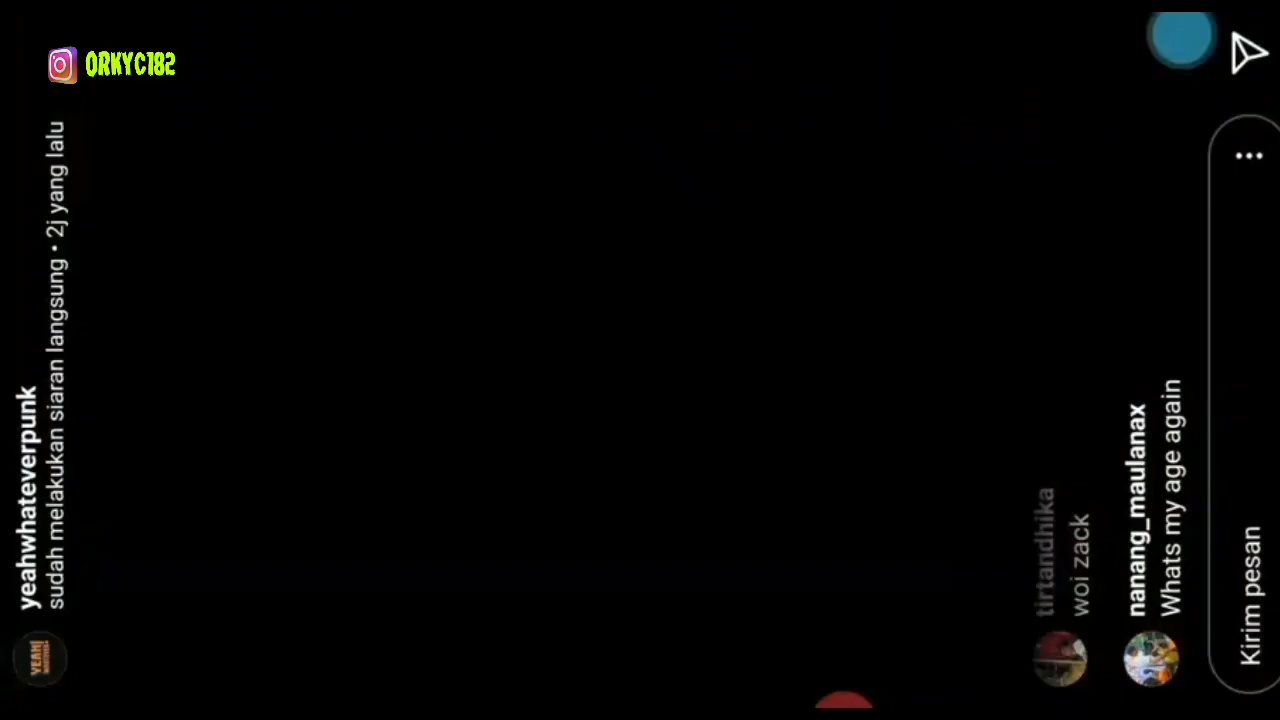 ORKYC182
yeahwhateverpunk
sudah melakukan siaran langsung • 2j yang lalu
YEAH!
tirtandhika
woi zack
nanang_maulanax
Whats my age again
Kirim pesan